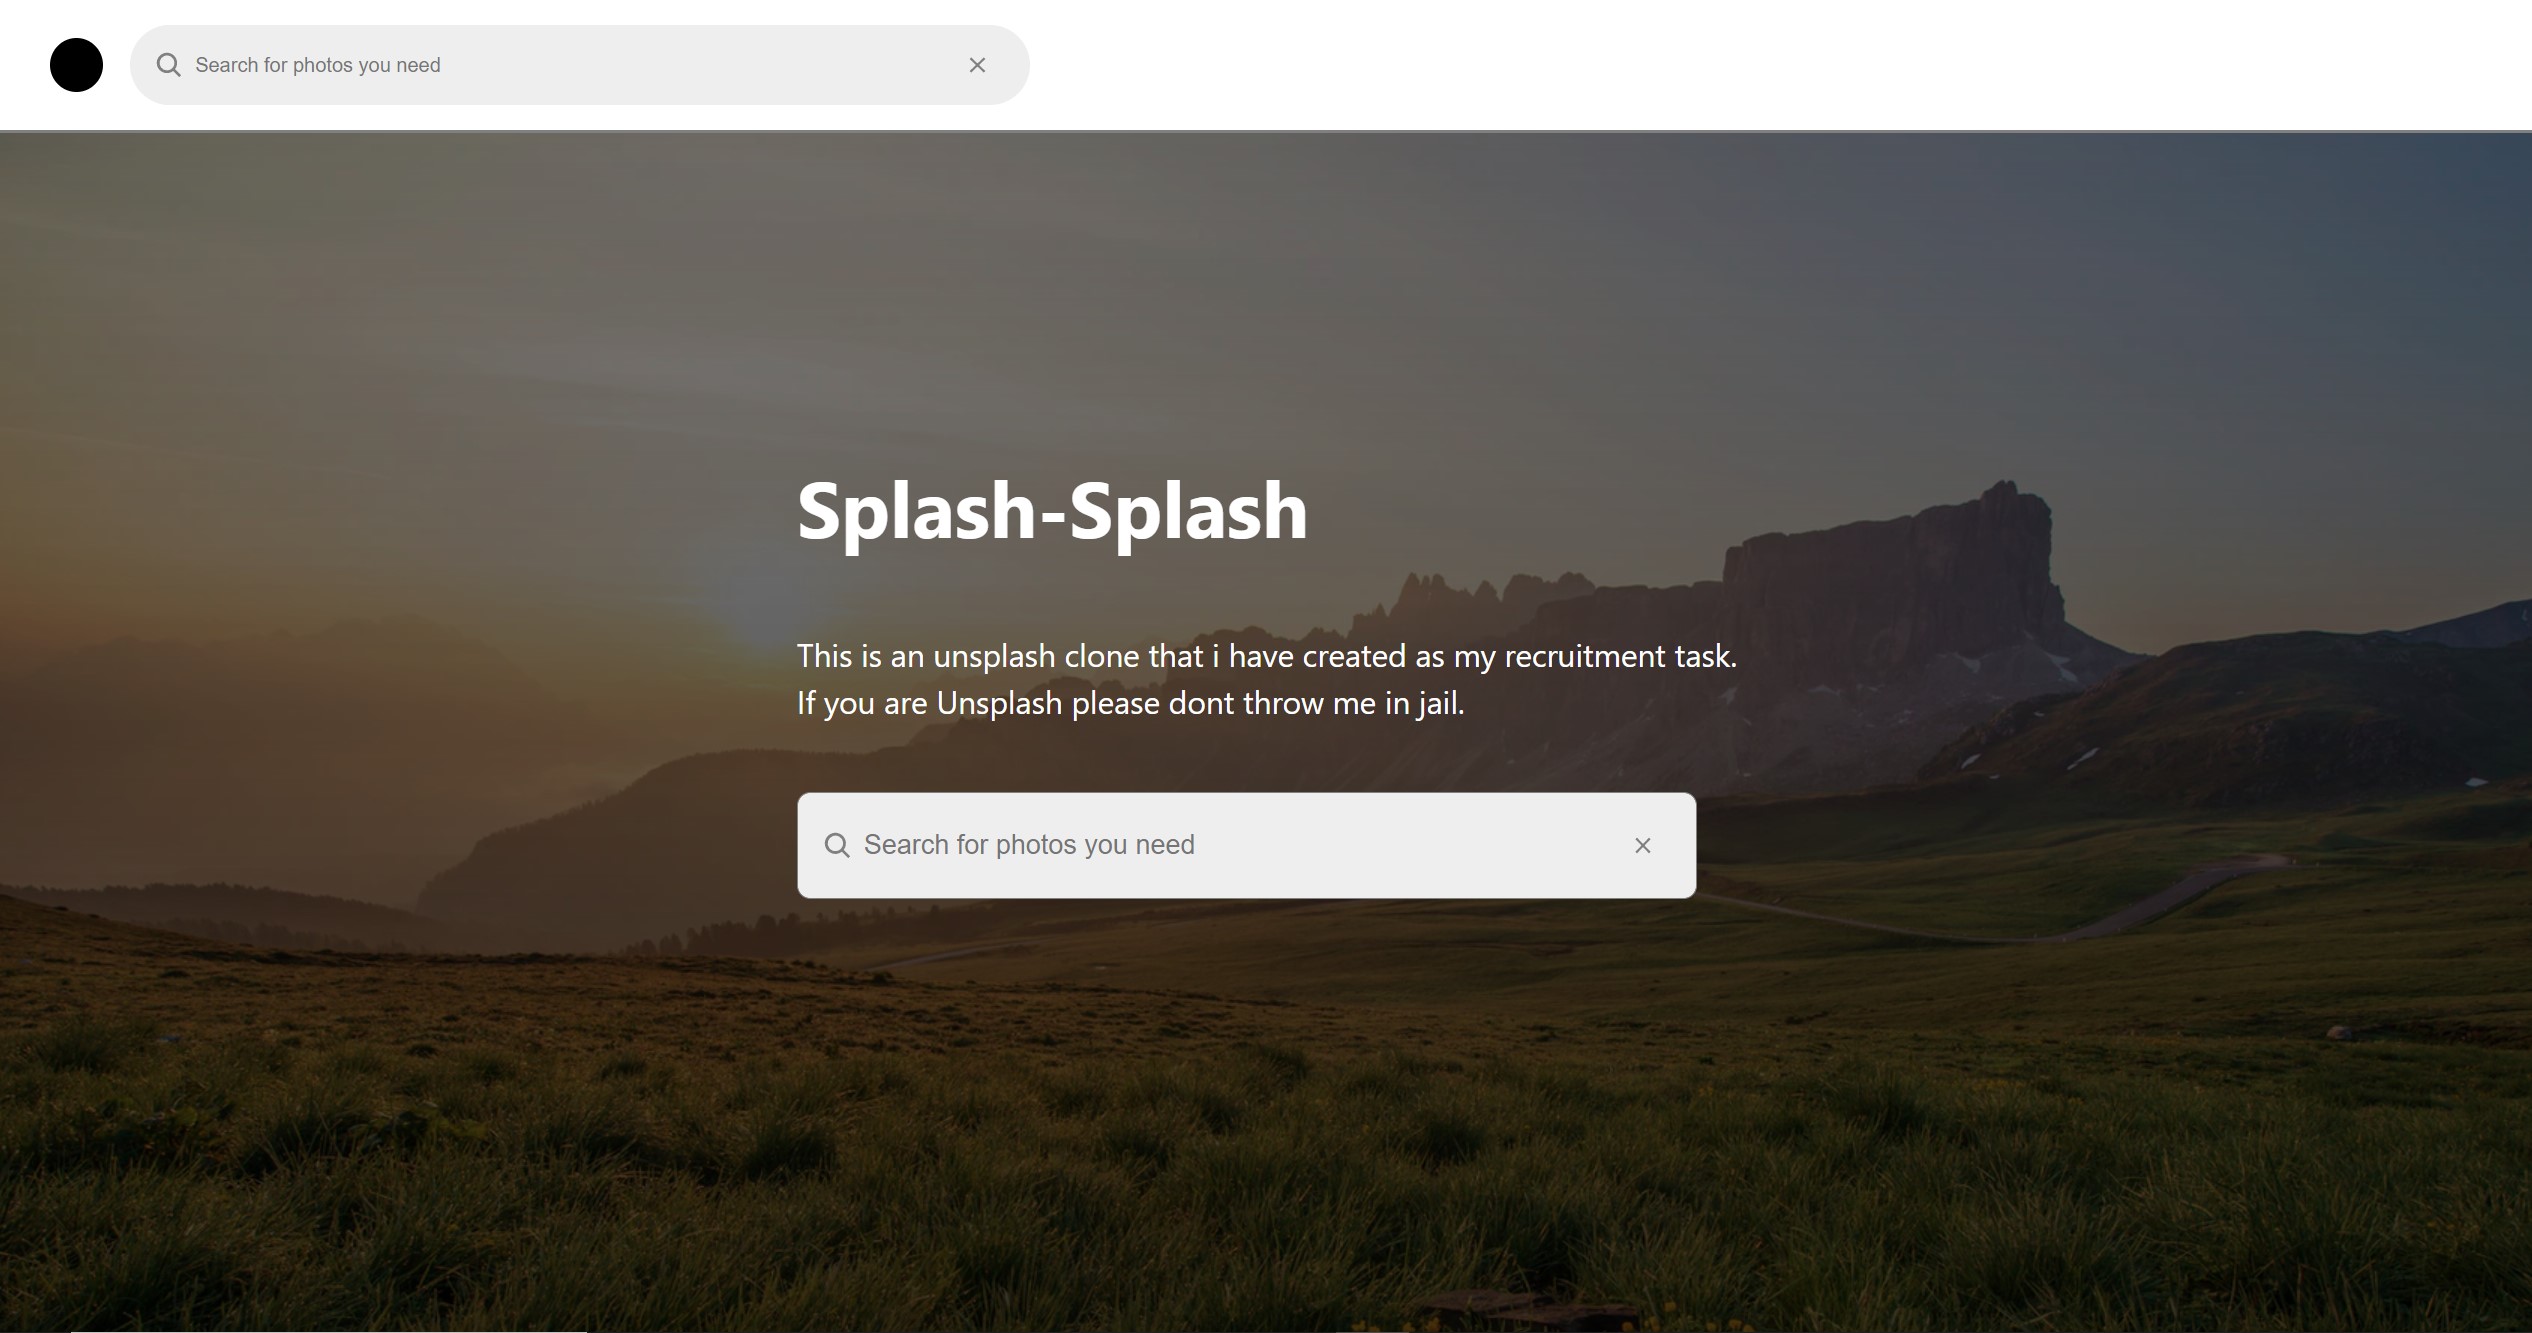 Search for photos you need
Splash-Splash
This is an unsplash clone that i have created as my recruitment task.
If you are Unsplash please dont throw me in jail.
Search for photos you need